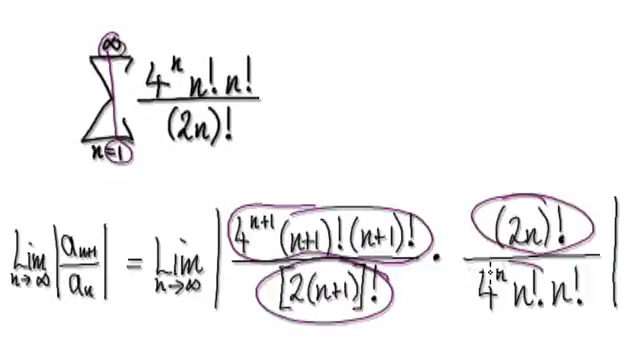 ∞
∑ 4ⁿ n! n! / (2n)!
n=1
Lim n→∞ |aₙ₊₁ / aₙ| = Lim n→∞ | 4ⁿ⁺¹ (n+1)! (n+1)! / [2(n+1)]! · (2n)! / 4ⁿ n! n! |